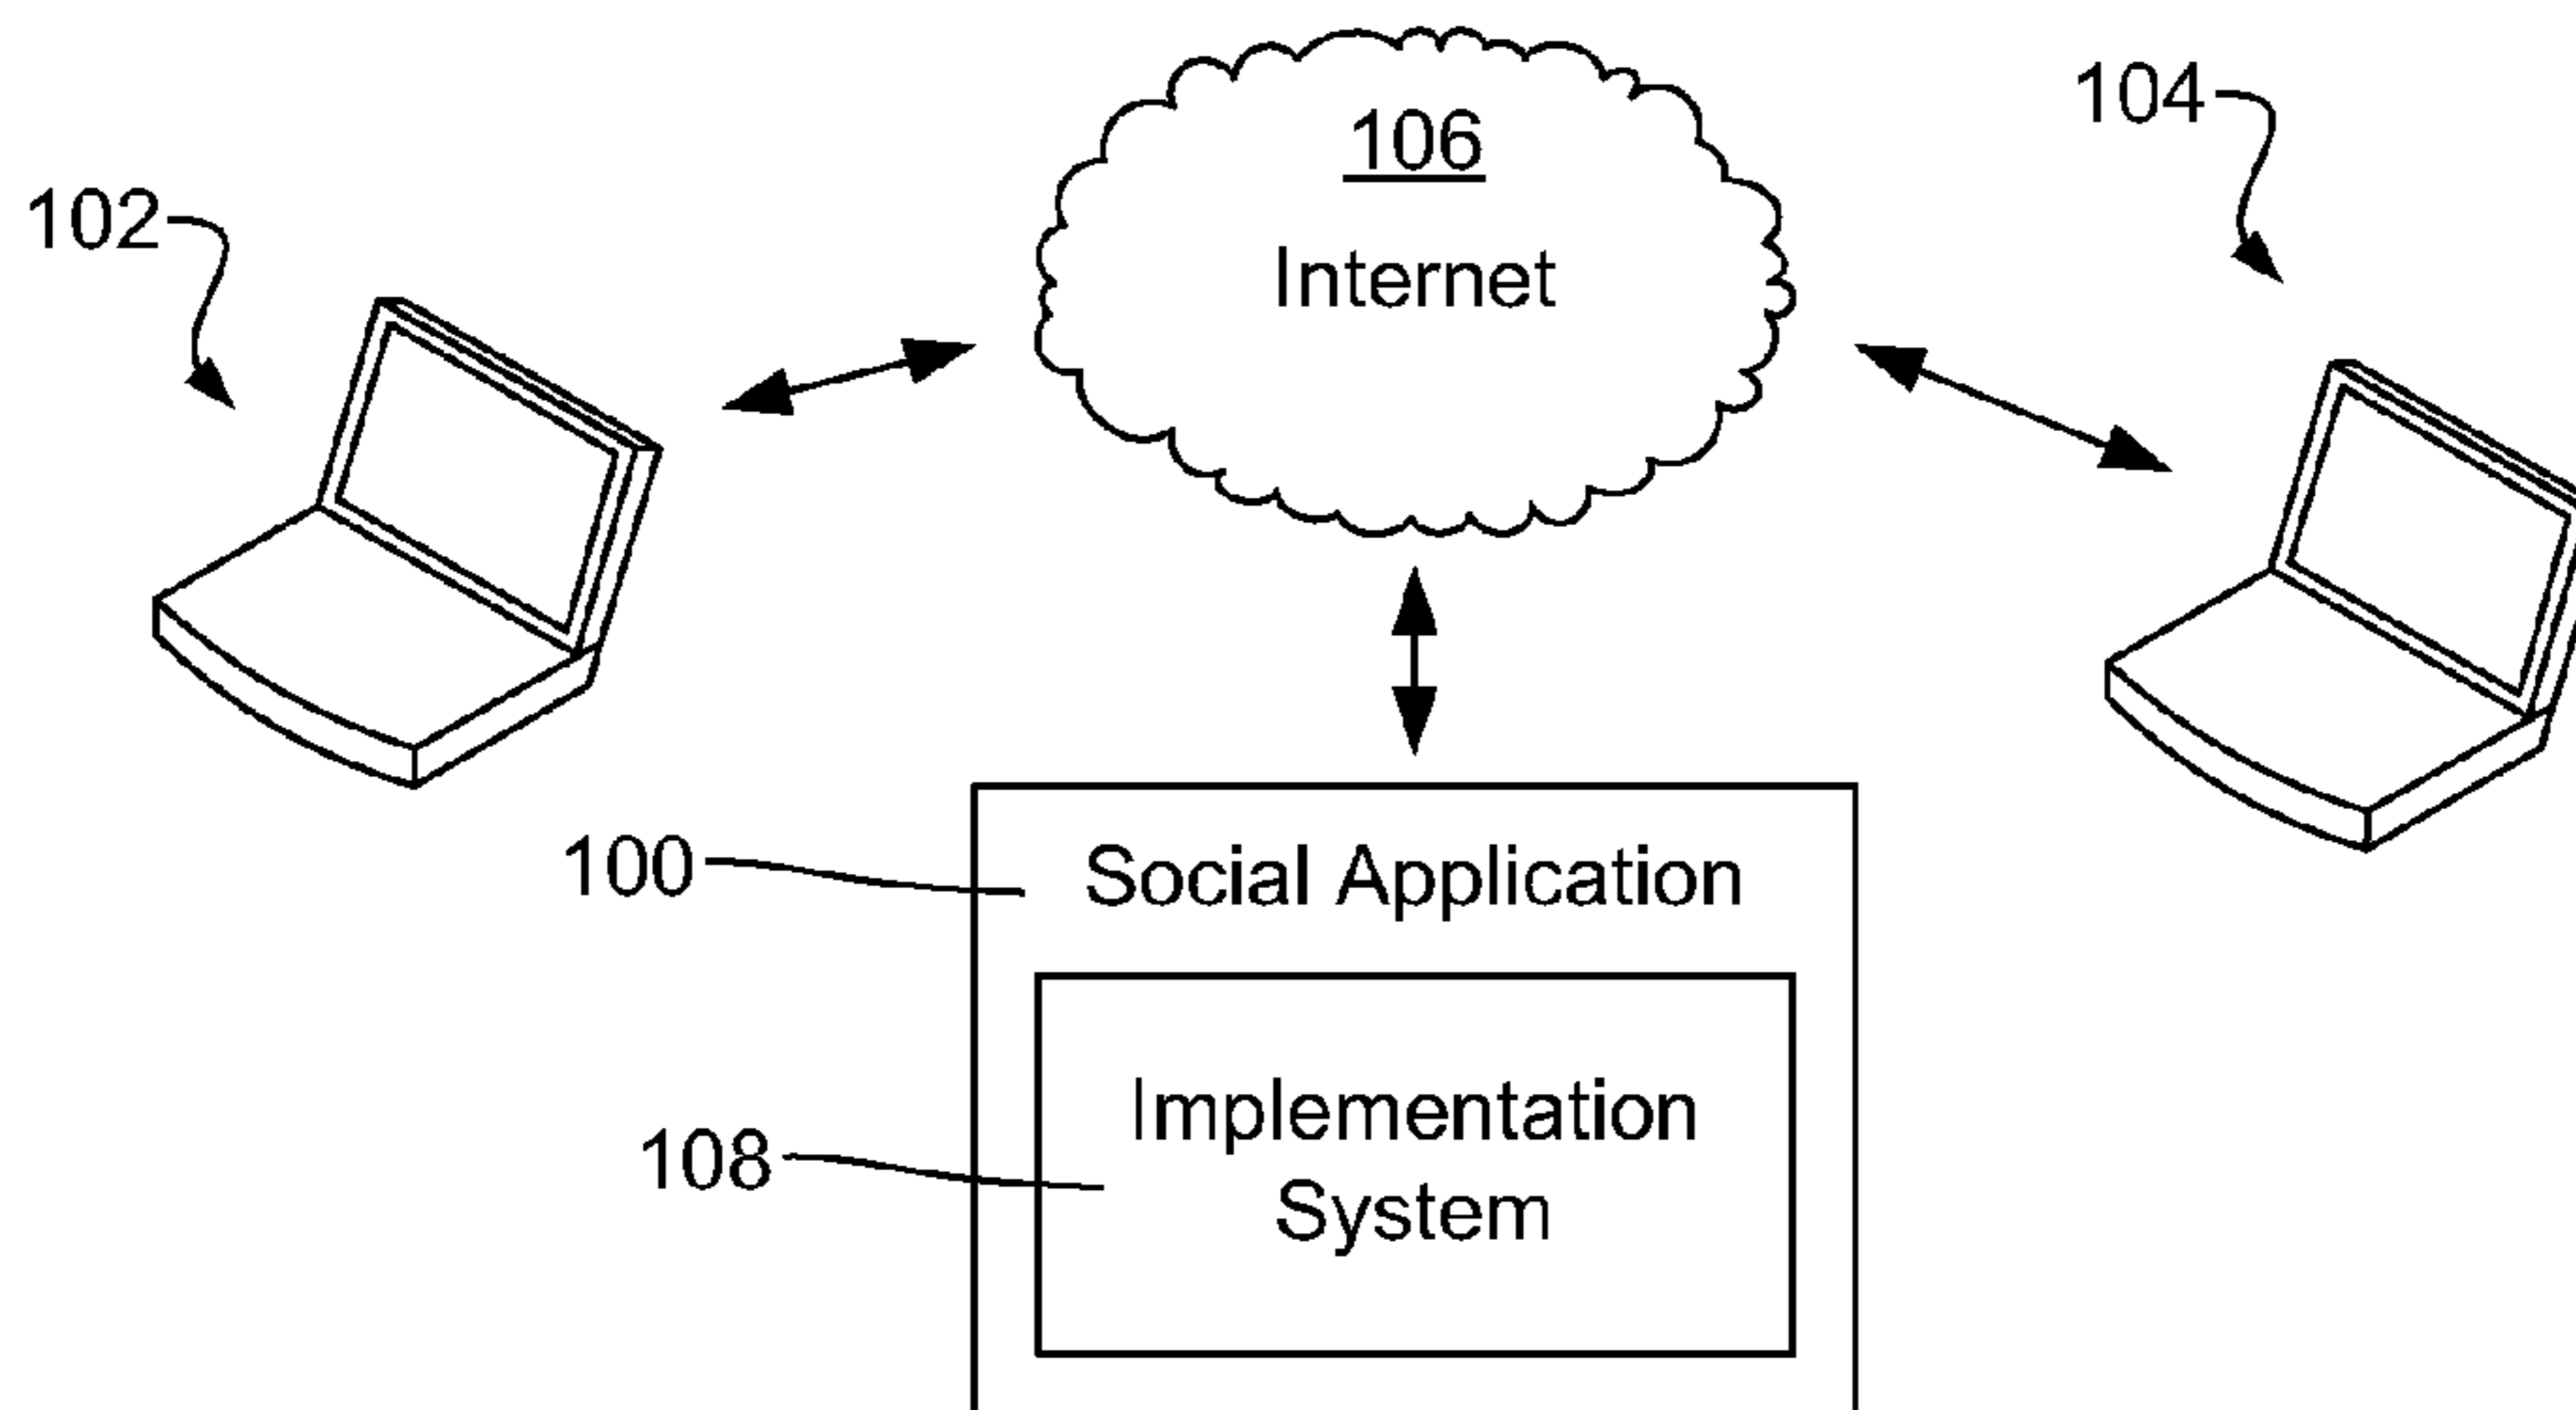 104
106
102
Internet
100
Social Application
Implementation
108
System